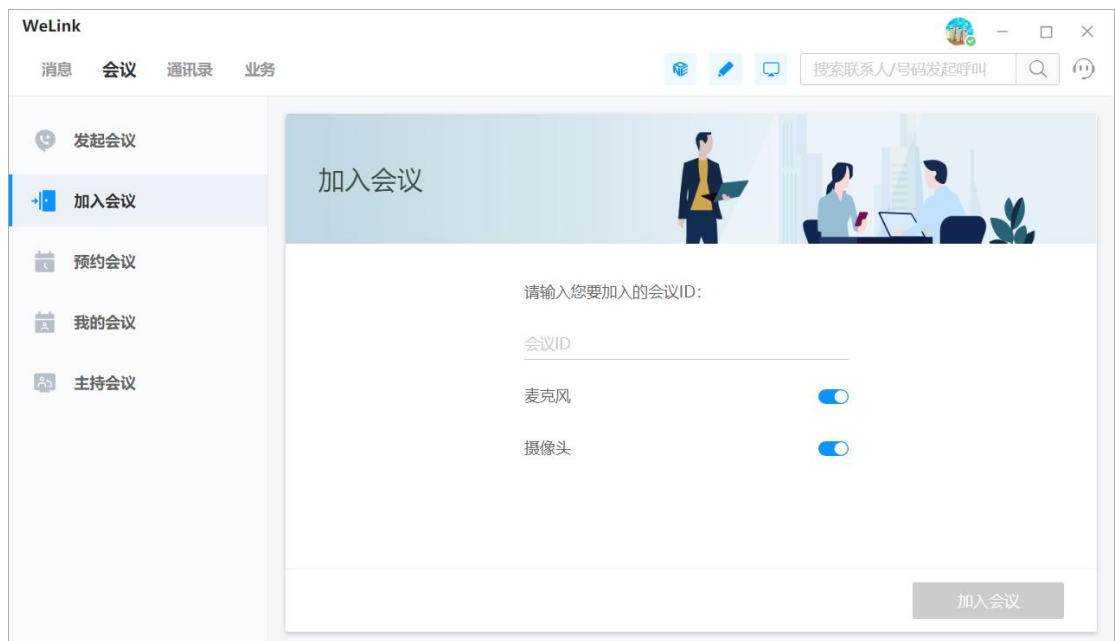 WeLink
消息 会议 通讯录 业务
搜索联系人/号码发起呼叫
发起会议
加入会议
预约会议
我的会议
主持会议
加入会议
请输入您要加入的会议ID：
会议ID
麦克风
摄像头
加入会议